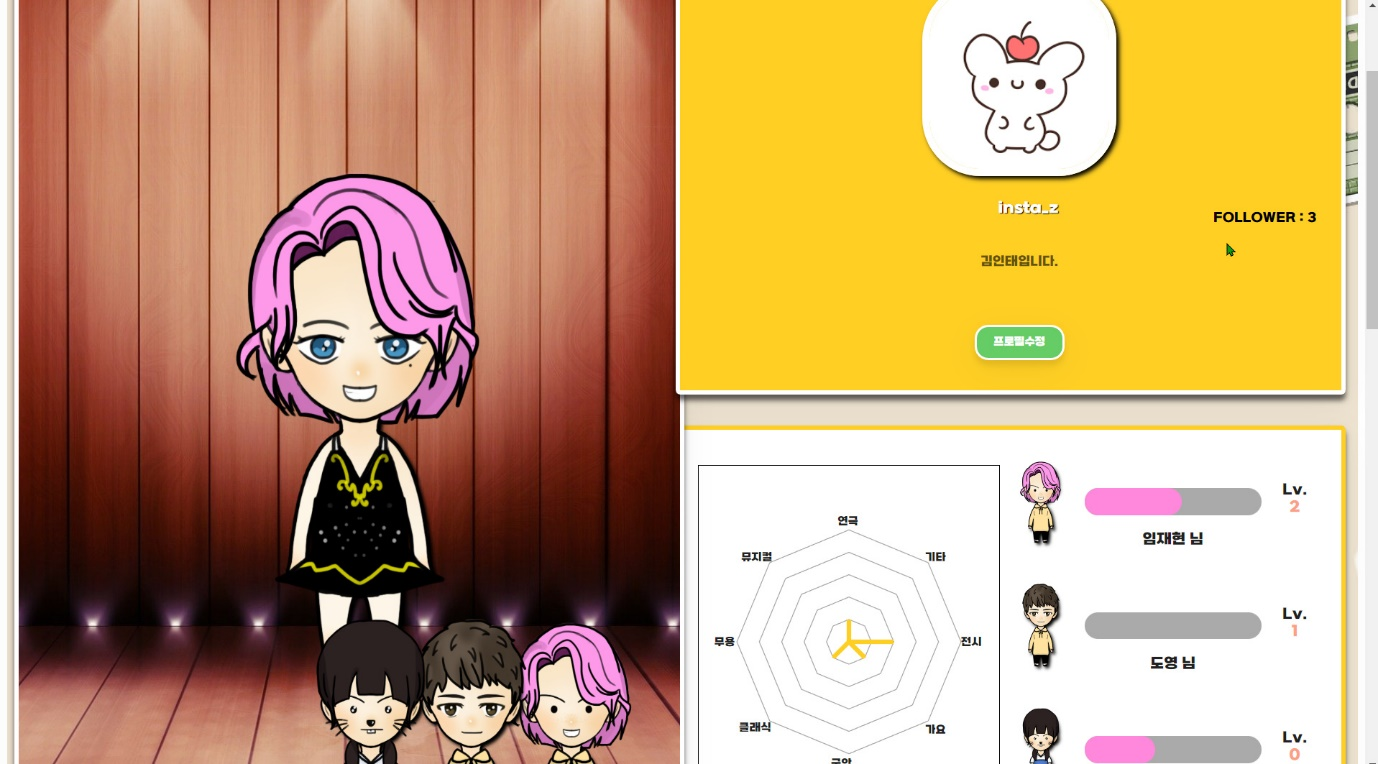 insta_z
FOLLOWER : 3
김인태입니다.
프로필수정
연극
뮤지컬
기타
무용
전시
클래식
가요
국악
Lv.
2
임재현 님
Lv.
1
도영 님
Lv.
0